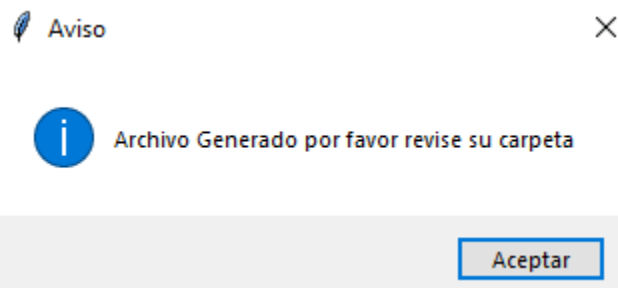 Aviso
Archivo Generado por favor revise su carpeta
Aceptar